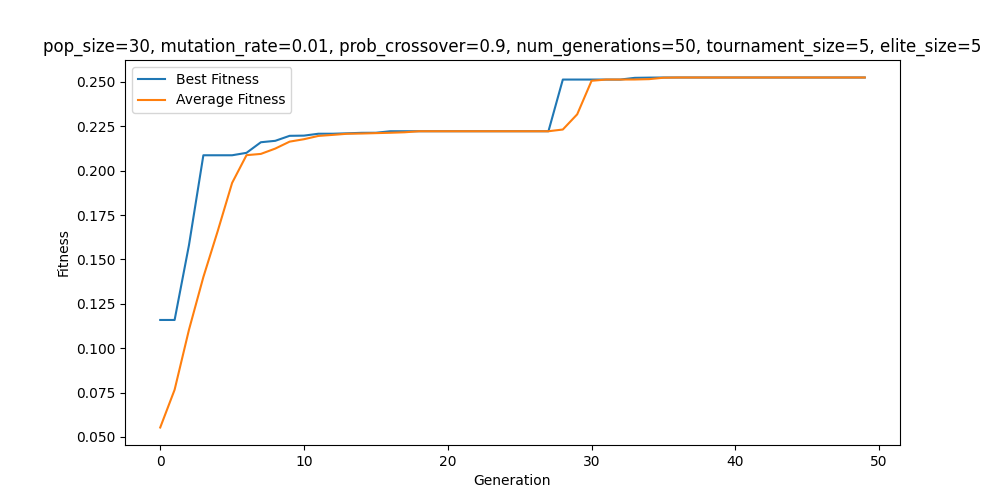 pop_size=30, mutation_rate=0.01, prob_crossover=0.9, num_generations=50, tournament_size=5, elite_size=5
Best Fitness
Average Fitness
0.250
0.225
0.200
0.175
0.150
0.125
0.100
0.075
0.050
Fitness
0 10 20 30 40 50
Generation